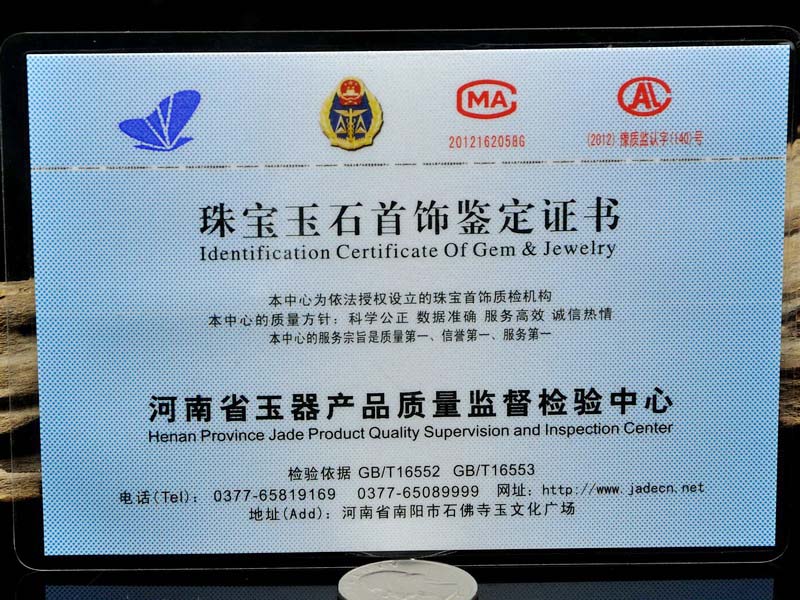 MA
2012162058G
AL
(2012) 豫质监认字(140)号
珠宝玉石首饰鉴定证书
Identification Certificate Of Gem & Jewelry
本中心为依法授权设立的珠宝首饰质检机构
本中心的质量方针：科学公正 数据准确 服务高效 诚信热情
本中心的服务宗旨是质量第一、信誉第一、服务第一
河南省玉器产品质量监督检验中心
Henan Province Jade Product Quality Supervision and Inspection Center
检验依据 GB/T16552 GB/T16553
电话(Tel)： 0377-65819169 0377-65089999 网址：http://www.jadecn.net
地址(Add)：河南省南阳市石佛寺玉文化广场